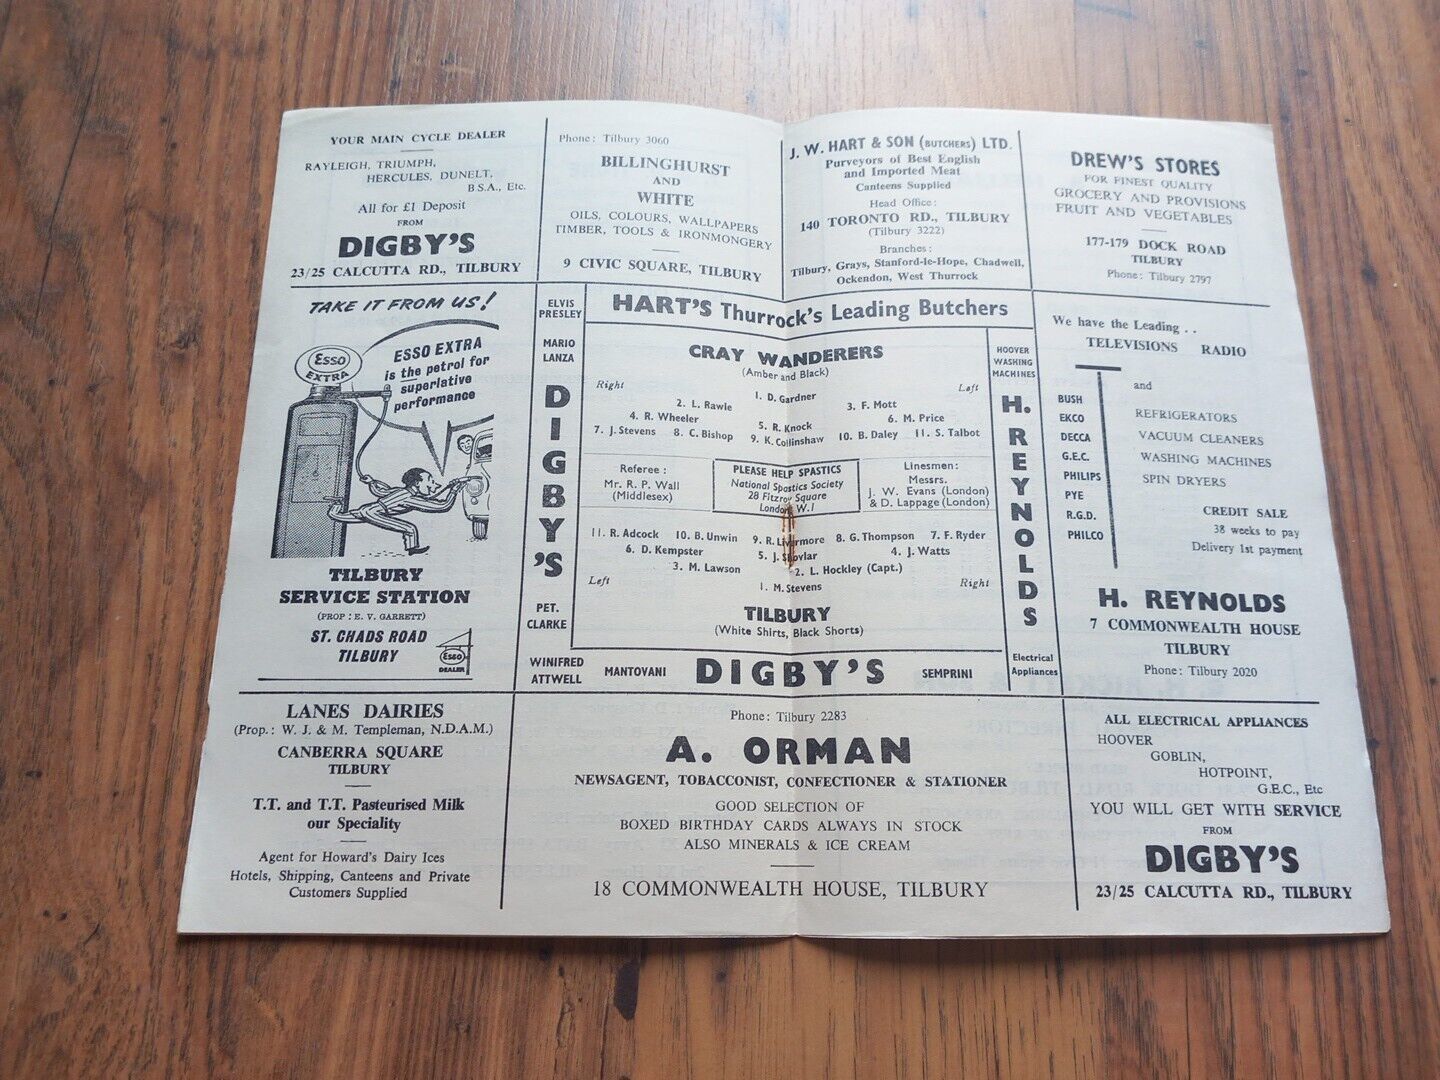 YOUR MAIN CYCLE DEALER
RAYLEIGH, TRIUMPH,
HERCULES, DUNELT,
B.S.A., Etc.
All for £1 Deposit
FROM
DIGBY'S
23/25 CALCUTTA RD., TILBURY
Phone: Tilbury 3060
BILLINGHURST
AND
WHITE
OILS, COLOURS, WALLPAPERS
TIMBER, TOOLS & IRONMONGERY
9 CIVIC SQUARE, TILBURY
J. W. HART & SON (BUTCHERS) LTD.
Purveyors of Best English
and Imported Meat
Canteens Supplied
Head Office:
140 TORONTO RD., TILBURY
(Tilbury 3222)
Branches:
Tilbury, Grays, Stanford-le-Hope, Chadwell,
Ockendon, West Thurrock
DREW'S STORES
FOR FINEST QUALITY
GROCERY AND PROVISIONS
FRUIT AND VEGETABLES
177-179 DOCK ROAD
TILBURY
Phone: Tilbury 2797
TAKE IT FROM US!
ESSO EXTRA
is the petrol for
superlative
performance
Esso
EXTRA
TILBURY
SERVICE STATION
(PROP: E. V. GARRETT)
ST. CHADS ROAD
TILBURY
Esso
DEALER
ELVIS
PRESLEY
MARIO
LANZA
DIGBY'S
PET.
CLARKE
WINIFRED
ATTWELL
MANTOVANI
DIGBY'S
SEMPRINI
HART'S Thurrock's Leading Butchers
CRAY WANDERERS
(Amber and Black)
Right
Left
1. D. Gardner
2. L. Rawle
3. F. Mott
4. R. Wheeler
5. R. Knock
6. M. Price
7. J. Stevens 8. C. Bishop 9. K. Collinshaw 10. B. Daley 11. S. Talbot
Referee:
Mr. R. P. Wall
(Middlesex)
PLEASE HELP SPASTICS
National Spastics Society
28 Fitzroy Square
London W.1
Linesmen:
Messrs.
J. W. Evans (London)
& D. Lappage (London)
11. R. Adcock 10. B. Unwin 9. R. Livermore 8. G. Thompson 7. F. Ryder
6. D. Kempster 5. J. 4. J. Watts
3. M. Lawson 2. L. Hockley (Capt.)
Left
1. M. Stevens
Right
TILBURY
(White Shirts, Black Shorts)
HOOVER
WASHING
MACHINES
H. REYNOLDS
Electrical
Appliances
We have the Leading . .
TELEVISIONS RADIO
and
BUSH
EKCO
DECCA
G.E.C.
PHILIPS
PYE
R.G.D.
PHILCO
REFRIGERATORS
VACUUM CLEANERS
WASHING MACHINES
SPIN DRYERS
CREDIT SALE
38 weeks to pay
Delivery 1st payment
H. REYNOLDS
7 COMMONWEALTH HOUSE
TILBURY
Phone: Tilbury 2020
LANES DAIRIES
(Prop.: W. J. & M. Templeman, N.D.A.M.)
CANBERRA SQUARE
TILBURY
T.T. and T.T. Pasteurised Milk
our Speciality
Agent for Howard's Dairy Ices
Hotels, Shipping, Canteens and Private
Customers Supplied
Phone: Tilbury 2283
A. ORMAN
NEWSAGENT, TOBACCONIST, CONFECTIONER & STATIONER
GOOD SELECTION OF
BOXED BIRTHDAY CARDS ALWAYS IN STOCK
ALSO MINERALS & ICE CREAM
18 COMMONWEALTH HOUSE, TILBURY
ALL ELECTRICAL APPLIANCES
HOOVER
GOBLIN,
HOTPOINT,
G.E.C., Etc
YOU WILL GET WITH SERVICE
FROM
DIGBY'S
23/25 CALCUTTA RD., TILBURY